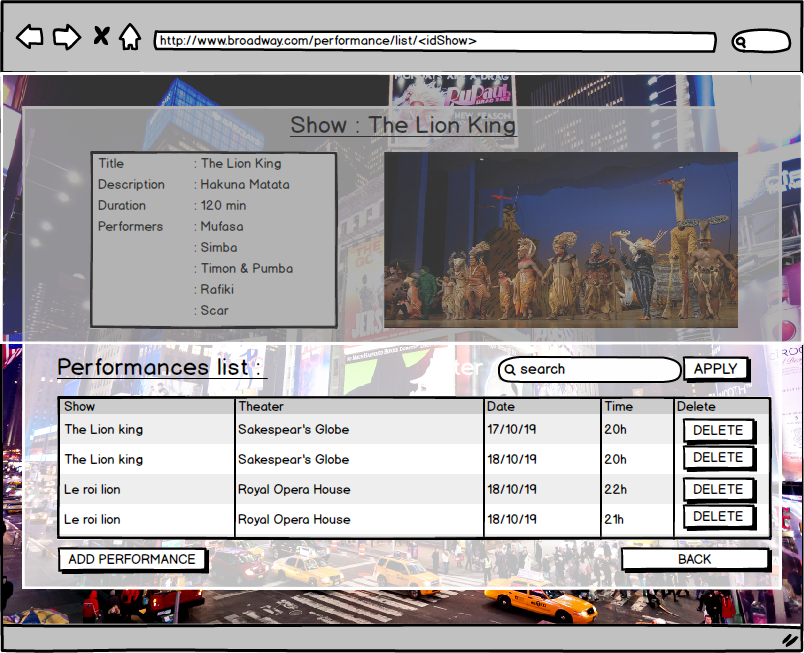 http://www.broadway.com/performance/list/<idShow>
RuPaul
Show : The Lion King
Title : The Lion King
Description : Hakuna Matata
Duration : 120 min
Performers : Mufasa
: Simba
: Timon & Pumba
: Rafiki
: Scar
Performances list :
search
APPLY
Show Theater Date Time Delete
The Lion king Sakespear's Globe 17/10/19 20h DELETE
The Lion king Sakespear's Globe 18/10/19 20h DELETE
Le roi lion Royal Opera House 18/10/19 22h DELETE
Le roi lion Royal Opera House 18/10/19 21h DELETE
ADD PERFORMANCE
BACK